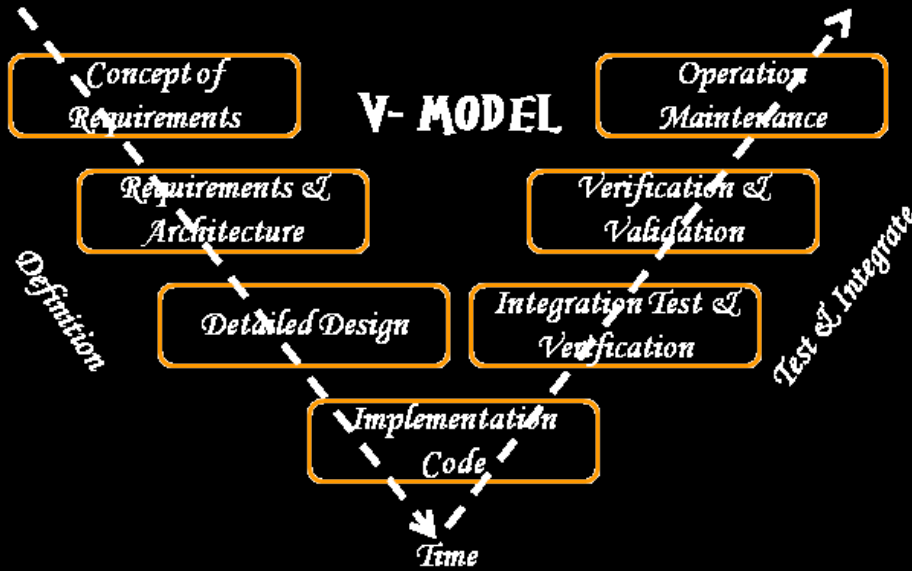 Concept of
Requirements
V- MODEL
Operation
Maintenance
Requirements &
Architecture
Verification &
Validation
Definition
Test & Integrate
Detailed Design
Integration Test &
Verification
Implementation
Code
Time